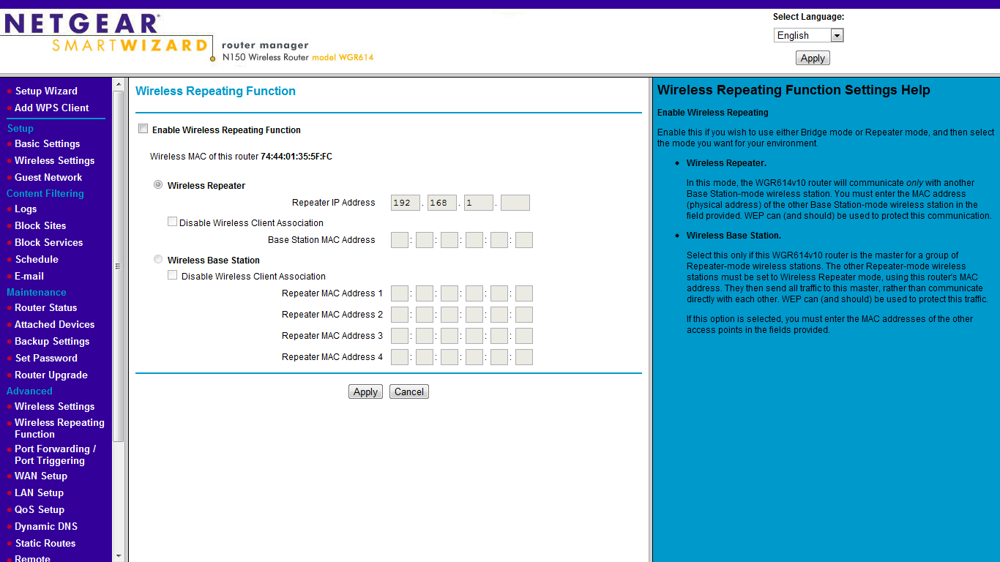 NETGEAR®
SMARTWIZARD router manager
N150 Wireless Router model WGR614
Select Language:
English
Apply
Setup Wizard
Add WPS Client
Setup
Basic Settings
Wireless Settings
Guest Network
Content Filtering
Logs
Block Sites
Block Services
Schedule
E-mail
Maintenance
Router Status
Attached Devices
Backup Settings
Set Password
Router Upgrade
Advanced
Wireless Settings
Wireless Repeating
Function
Port Forwarding /
Port Triggering
WAN Setup
LAN Setup
QoS Setup
Dynamic DNS
Static Routes
Remote
Wireless Repeating Function
Enable Wireless Repeating Function
Wireless MAC of this router 74:44:01:35:5F:FC
Wireless Repeater
Repeater IP Address 192 . 168 . 1 .
Disable Wireless Client Association
Base Station MAC Address : : : : :
Wireless Base Station
Disable Wireless Client Association
Repeater MAC Address 1 : : : : :
Repeater MAC Address 2 : : : : :
Repeater MAC Address 3 : : : : :
Repeater MAC Address 4 : : : : :
Apply Cancel
Wireless Repeating Function Settings Help
Enable Wireless Repeating
Enable this if you wish to use either Bridge mode or Repeater mode, and then select
the mode you want for your environment.
• Wireless Repeater.
In this mode, the WGR614v10 router will communicate only with another
Base Station-mode wireless station. You must enter the MAC address
(physical address) of the other Base Station-mode wireless station in the
field provided. WEP can (and should) be used to protect this communication.
• Wireless Base Station.
Select this only if this WGR614v10 router is the master for a group of
Repeater-mode wireless stations. The other Repeater-mode wireless
stations must be set to Wireless Repeater mode, using this router's MAC
address. They then send all traffic to this master, rather than communicate
directly with each other. WEP can (and should) be used to protect this traffic.
If this option is selected, you must enter the MAC addresses of the other
access points in the fields provided.